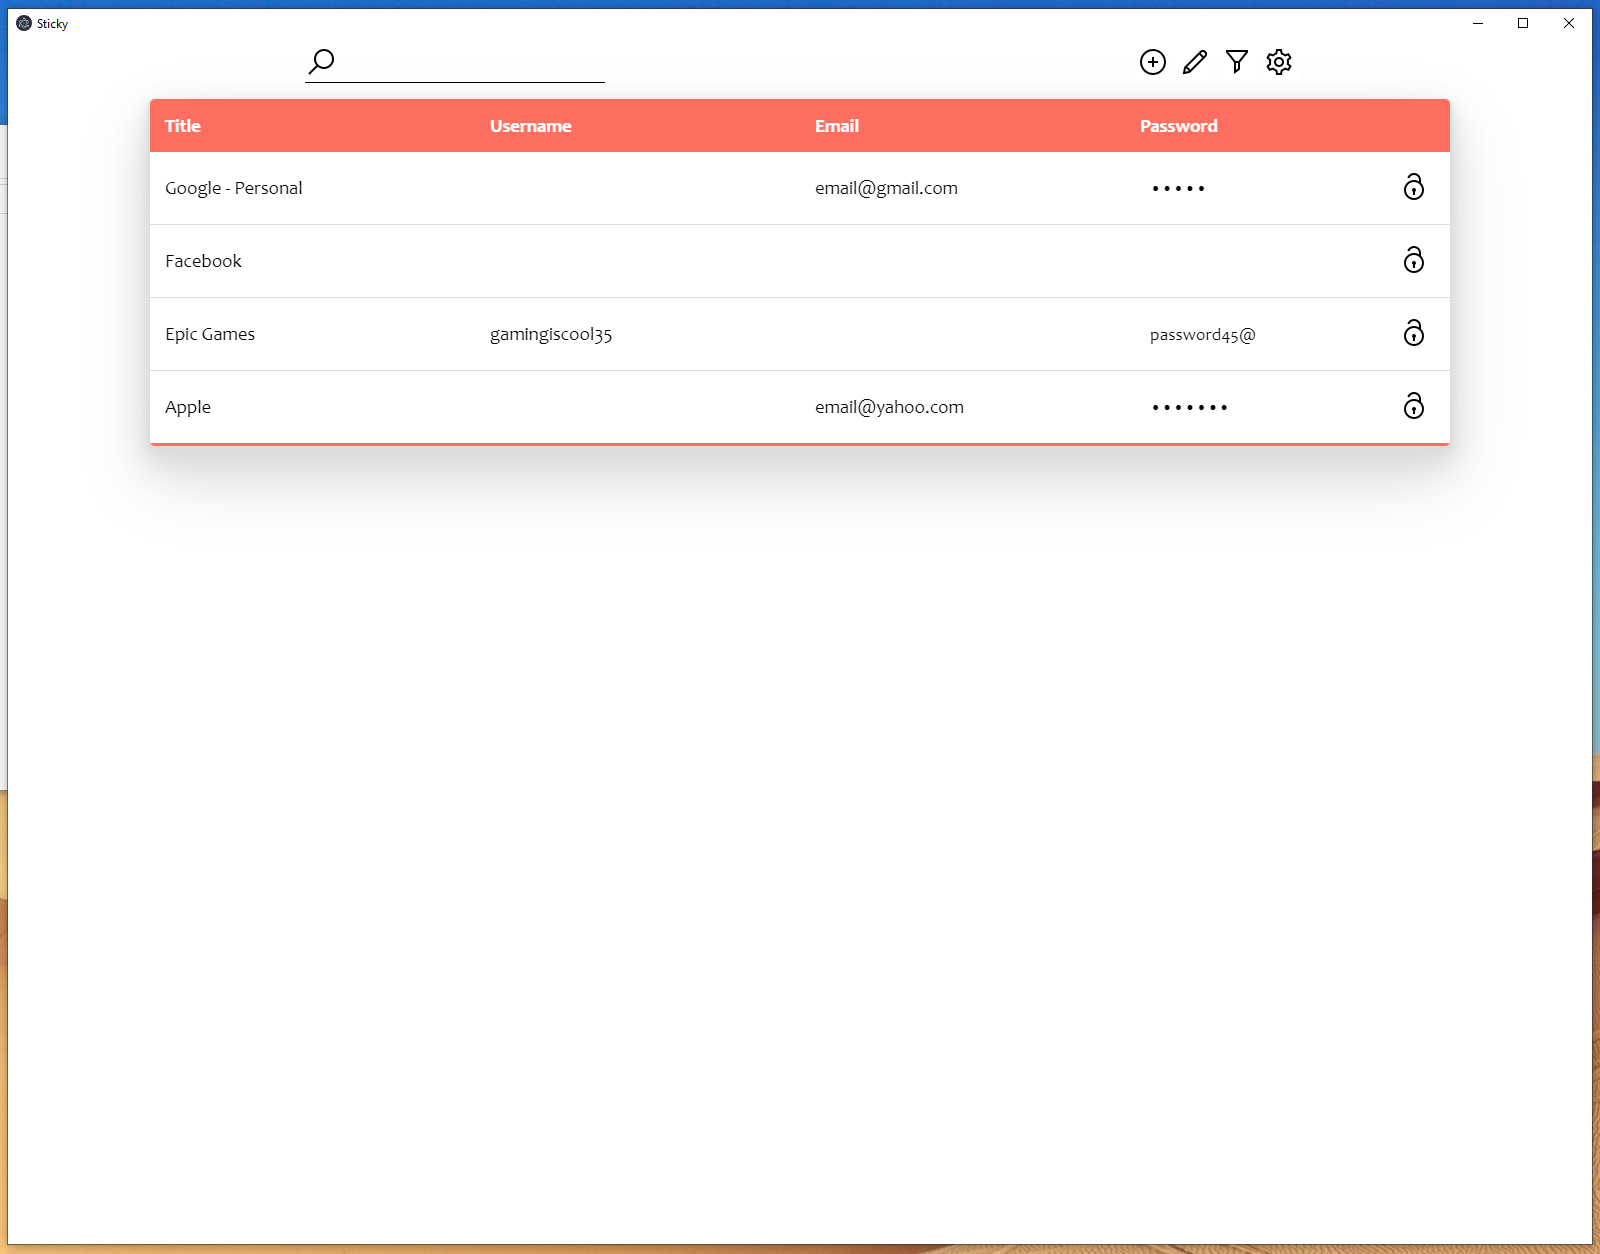 Sticky
Title Username Email Password
Google - Personal email@gmail.com •••••
Facebook
Epic Games gamingiscool35 password45@
Apple email@yahoo.com •••••••